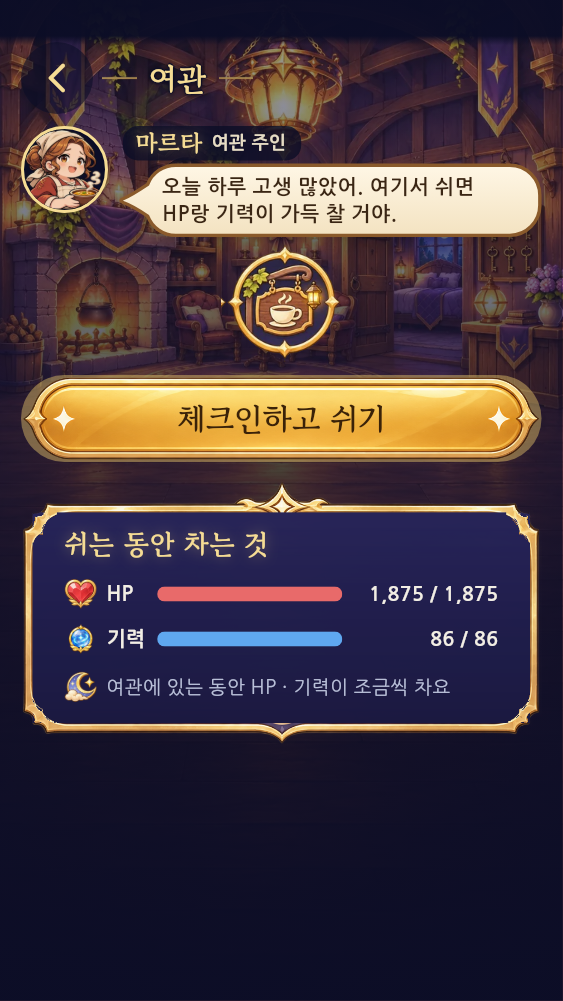 여관
마르타 여관 주인
오늘 하루 고생 많았어. 여기서 쉬면
HP랑 기력이 가득 찰 거야.
체크인하고 쉬기
쉬는 동안 차는 것
HP 1,875 / 1,875
기력 86 / 86
여관에 있는 동안 HP · 기력이 조금씩 차요